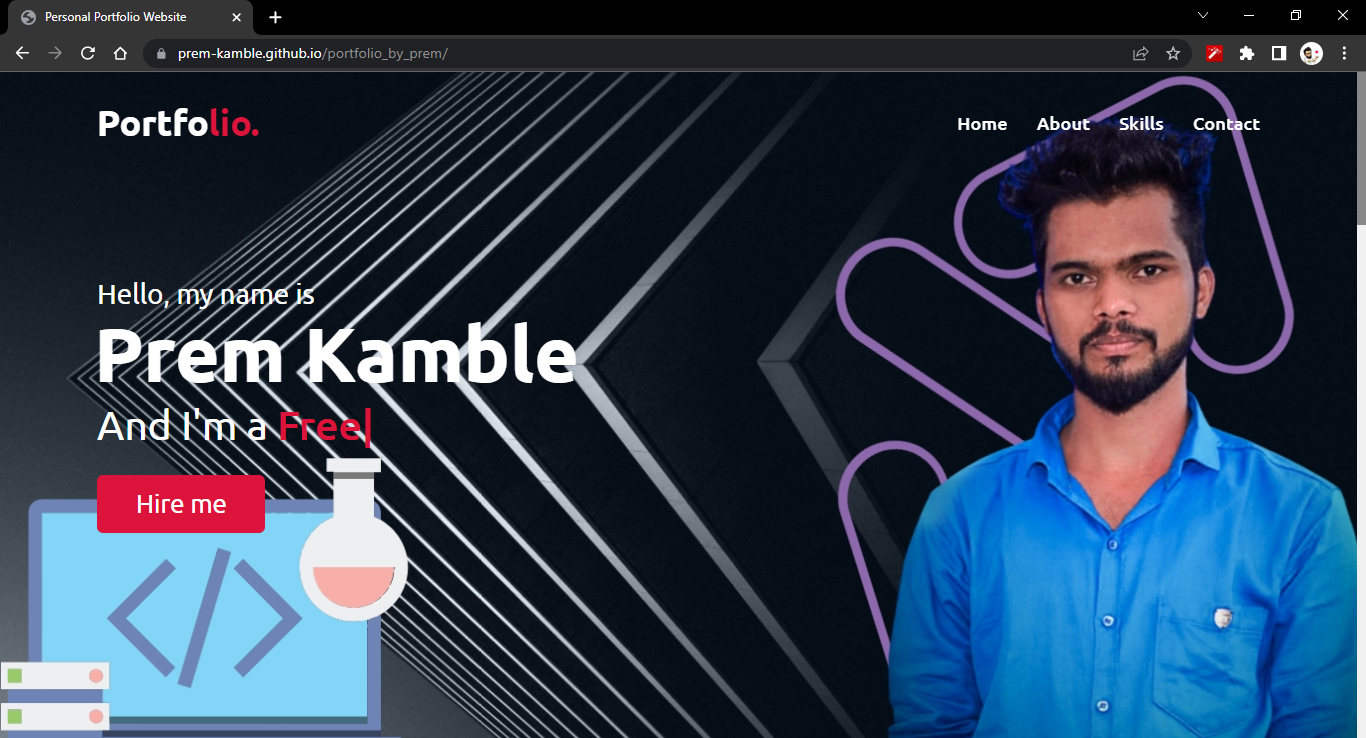 Personal Portfolio Website
prem-kamble.github.io/portfolio_by_prem/
Portfolio.
Home About Skills Contact
Hello, my name is
Prem Kamble
And I'm a Free|
Hire me